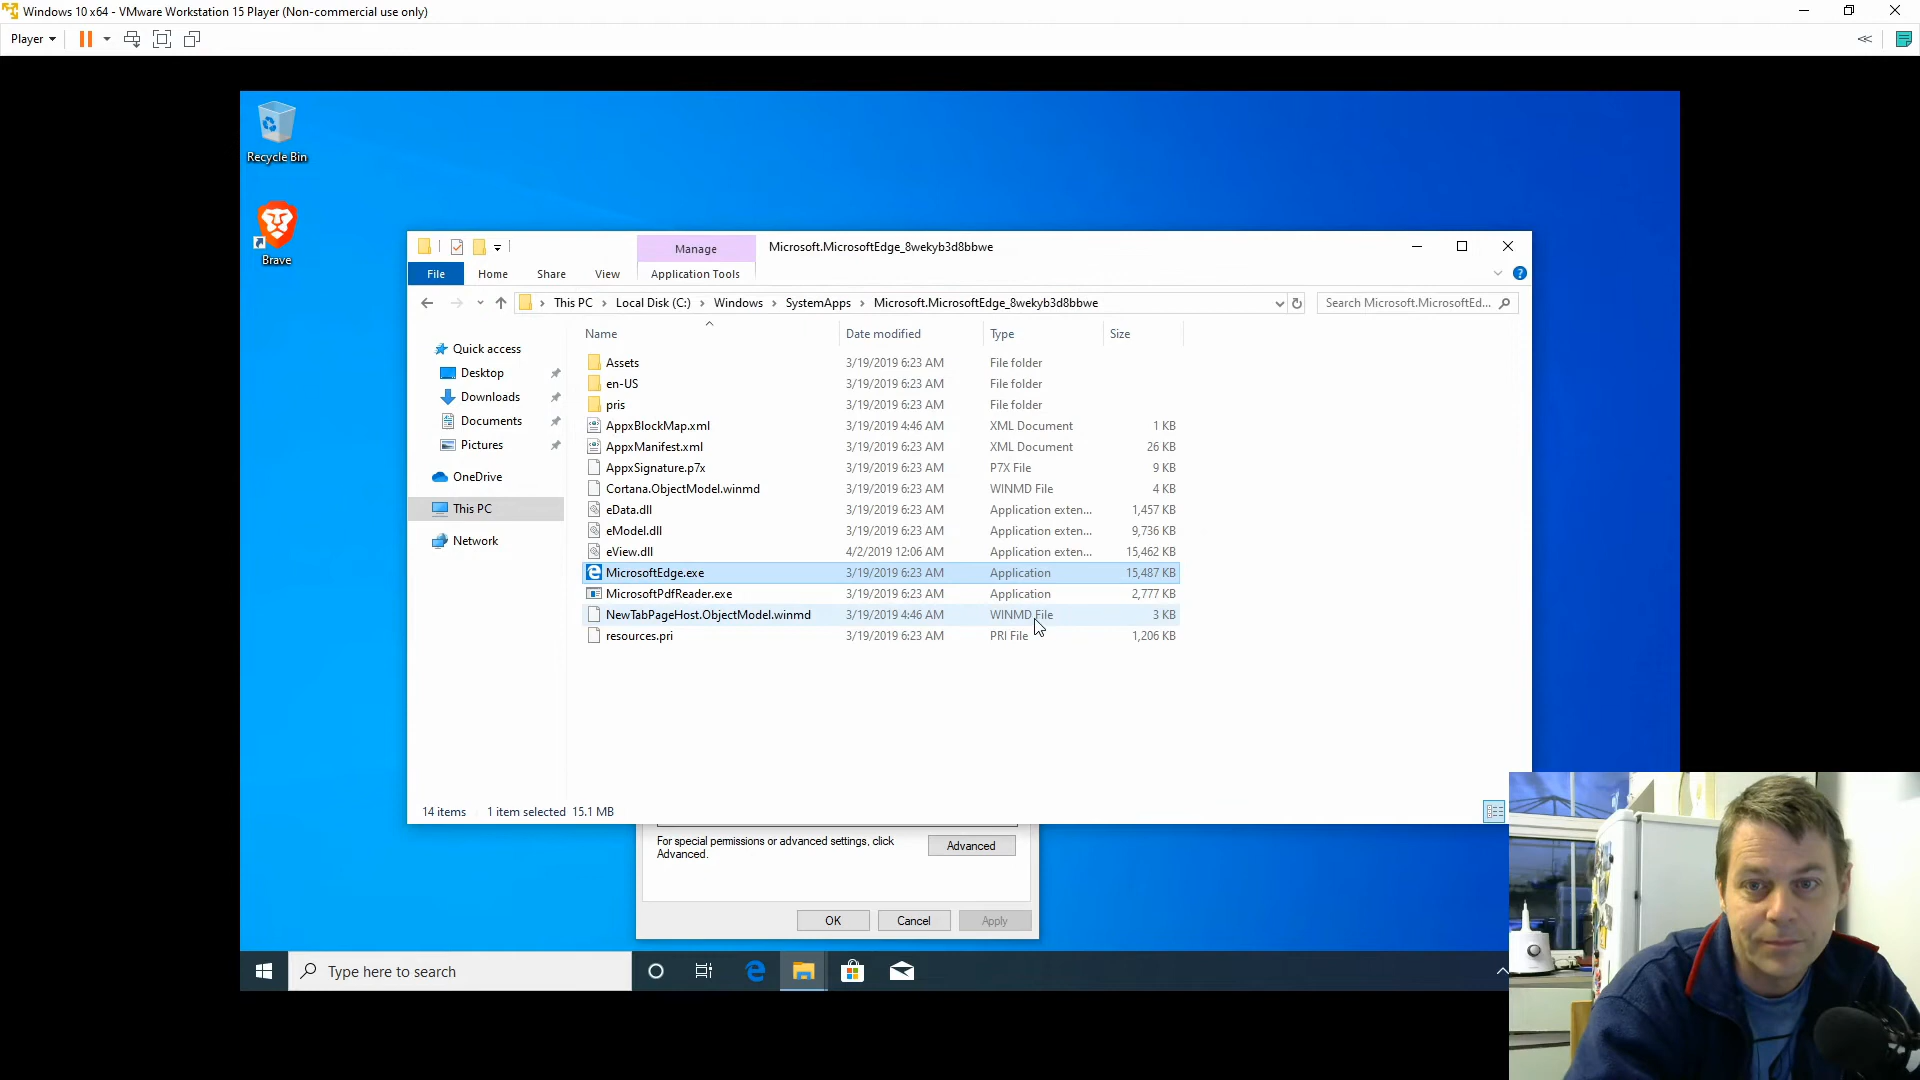 Windows 10 x64 - VMware Workstation 15 Player (Non-commercial use only)
Player
Recycle Bin
Brave
Manage
Microsoft.MicrosoftEdge_8wekyb3d8bbwe
File Home Share View Application Tools
This PC > Local Disk (C:) > Windows > SystemApps > Microsoft.MicrosoftEdge_8wekyb3d8bbwe
Search Microsoft.MicrosoftEd...
Quick access
Desktop
Downloads
Documents
Pictures
OneDrive
This PC
Network
Name Date modified Type Size
Assets 3/19/2019 6:23 AM File folder
en-US 3/19/2019 6:23 AM File folder
pris 3/19/2019 6:23 AM File folder
AppxBlockMap.xml 3/19/2019 4:46 AM XML Document 1 KB
AppxManifest.xml 3/19/2019 6:23 AM XML Document 26 KB
AppxSignature.p7x 3/19/2019 6:23 AM P7X File 9 KB
Cortana.ObjectModel.winmd 3/19/2019 6:23 AM WINMD File 4 KB
eData.dll 3/19/2019 6:23 AM Application exten... 1,457 KB
eModel.dll 3/19/2019 6:23 AM Application exten... 9,736 KB
eView.dll 4/2/2019 12:06 AM Application exten... 15,462 KB
MicrosoftEdge.exe 3/19/2019 6:23 AM Application 15,487 KB
MicrosoftPdfReader.exe 3/19/2019 6:23 AM Application 2,777 KB
NewTabPageHost.ObjectModel.winmd 3/19/2019 4:46 AM WINMD File 3 KB
resources.pri 3/19/2019 6:23 AM PRI File 1,206 KB
14 items 1 item selected 15.1 MB
For special permissions or advanced settings, click
Advanced.
Advanced
OK Cancel Apply
Type here to search